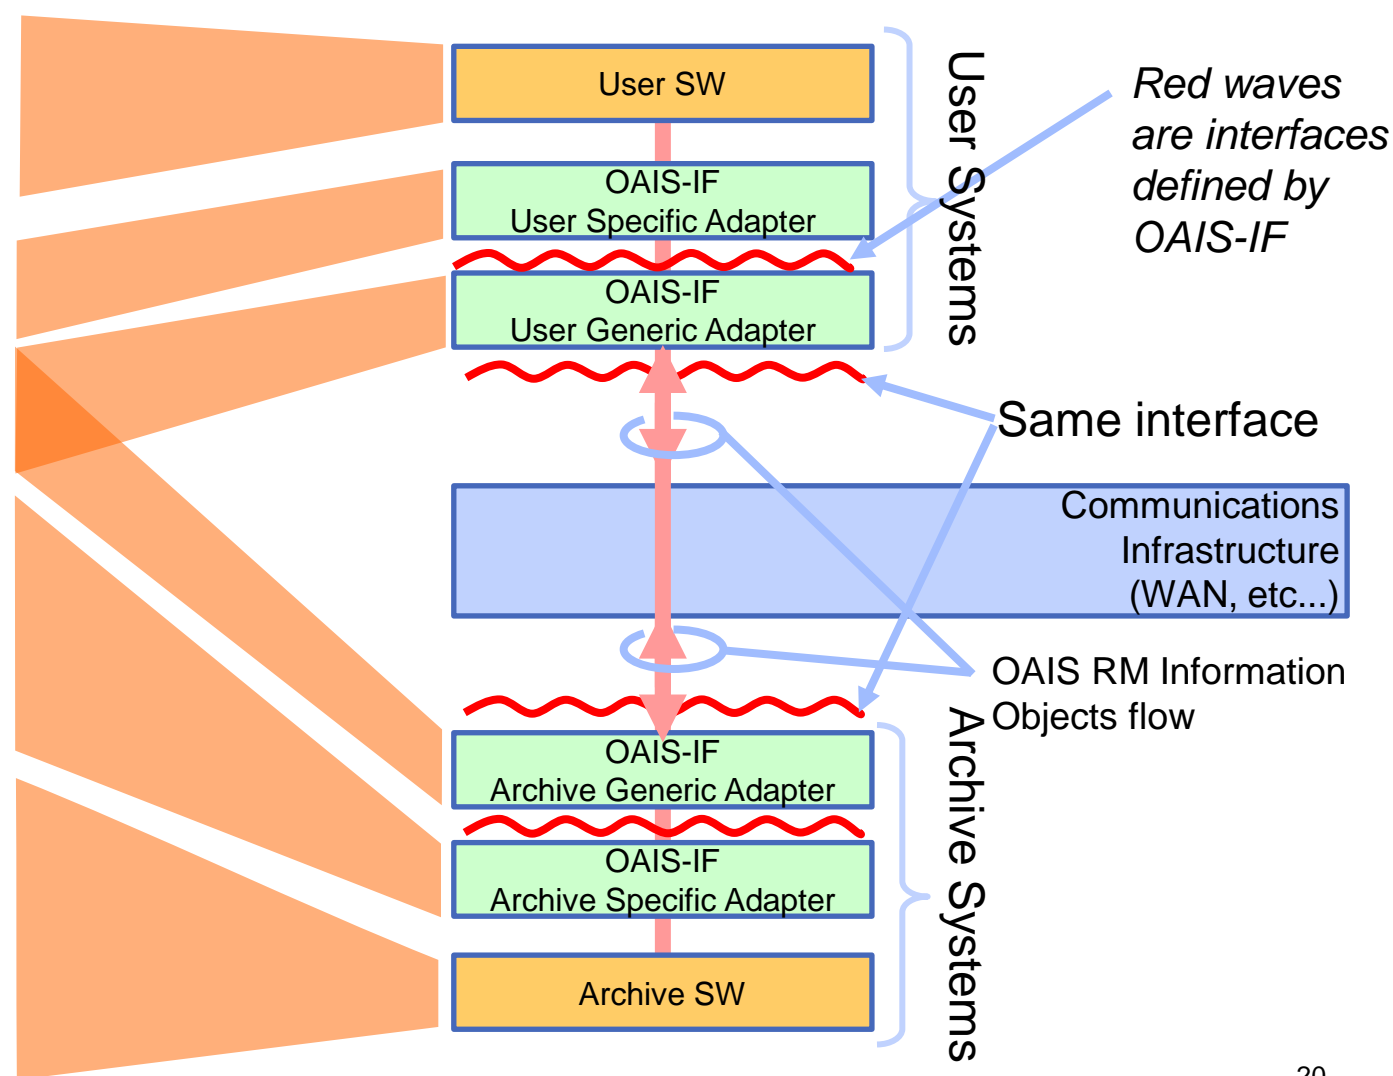 User SW
OAIS-IF
User Specific Adapter
OAIS-IF
User Generic Adapter
User Systems
Red waves
are interfaces
defined by
OAIS-IF
Same interface
Communications
Infrastructure
(WAN, etc...)
OAIS RM Information
Objects flow
OAIS-IF
Archive Generic Adapter
OAIS-IF
Archive Specific Adapter
Archive SW
Archive Systems
20